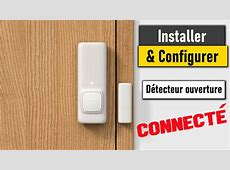 Installer
& Configurer
Détecteur ouverture
CONNECTÉ